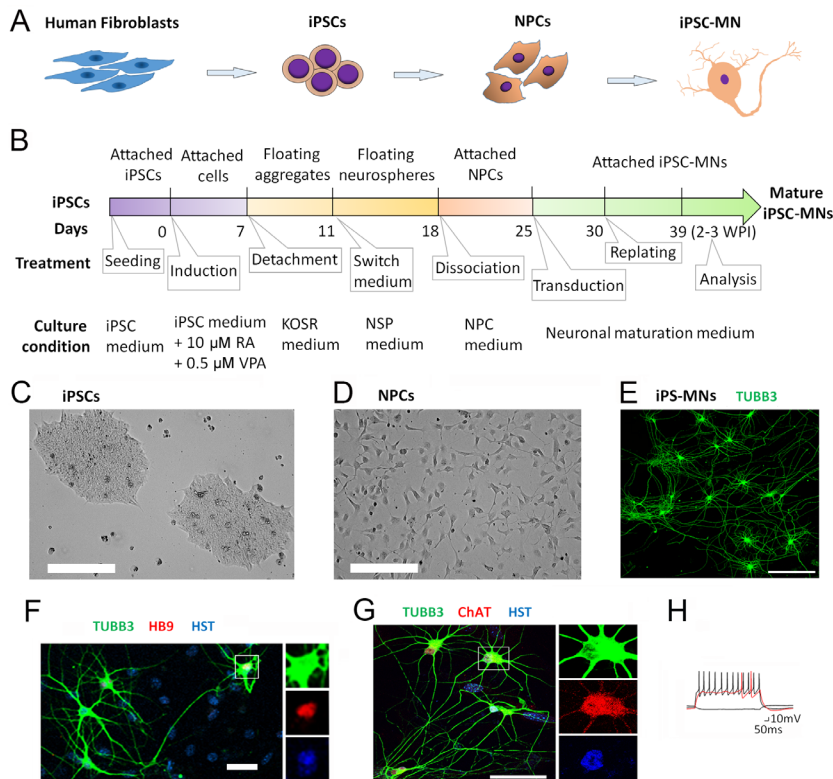 A
Human Fibroblasts
iPSCs
NPCs
iPSC-MN
B
Attached
iPSCs
Attached
cells
Floating
aggregates
Floating
neurospheres
Attached
NPCs
Attached iPSC-MNs
iPSCs
Mature
iPSC-MNs
Days
0
7
11
18
25
30
39 (2-3 WPI)
Treatment
Seeding
Induction
Detachment
Switch
medium
Dissociation
Transduction
Replating
Analysis
Culture
condition
iPSC
medium
iPSC medium
+ 10 µM RA
+ 0.5 µM VPA
KOSR
medium
NSP
medium
NPC
medium
Neuronal maturation medium
C
iPSCs
D
NPCs
E
iPS-MNs TUBB3
F
TUBB3 HB9 HST
G
TUBB3 ChAT HST
H
10mV
50ms